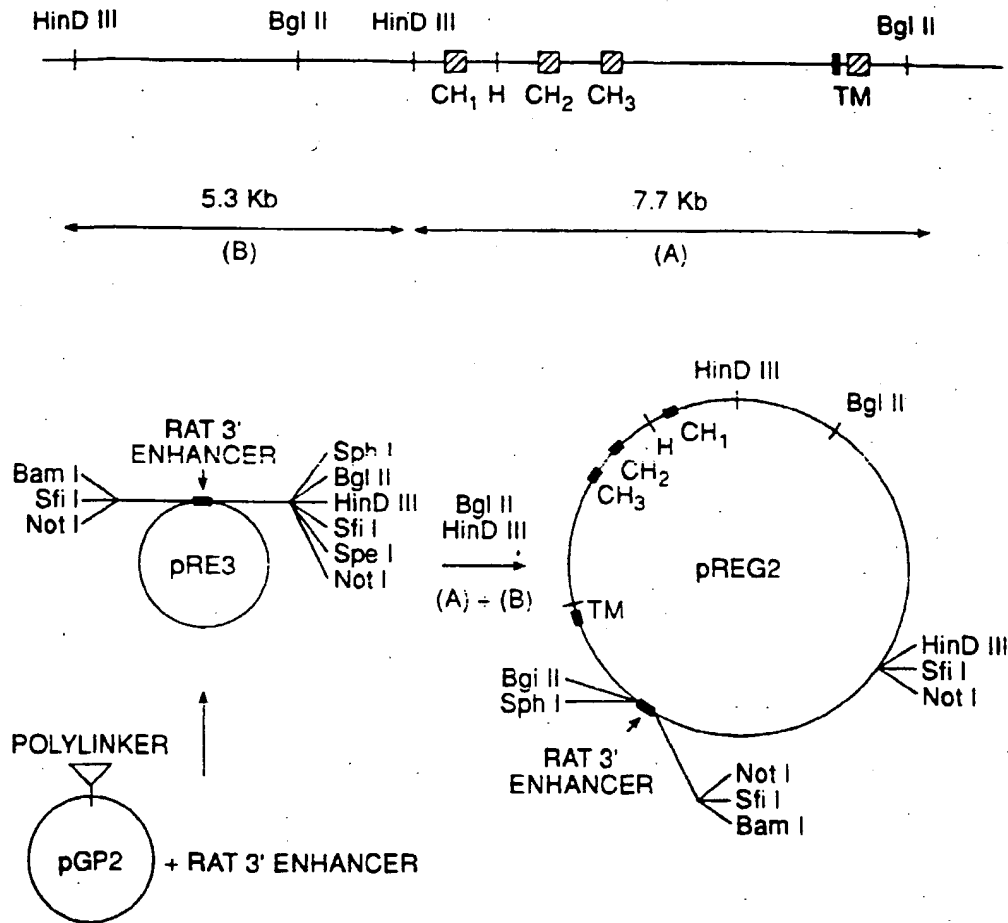 HinD III Bgl II HinD III Bgl II
CH1 H CH2 CH3 TM
5.3 Kb 7.7 Kb
(B) (A)
RAT 3'
ENHANCER
Bam I
Sfi I
Not I
Sph I
Bgl II
HinD III
Sfi I
Spe I
Not I
pRE3
Bgl II
HinD III
(A) + (B)
HinD III
Bgl II
CH1
H
CH2
CH3
pREG2
TM
Bgl II
Sph I
HinD III
Sfi I
Not I
RAT 3'
ENHANCER
Not I
Sfi I
Bam I
POLYLINKER
pGP2 + RAT 3' ENHANCER